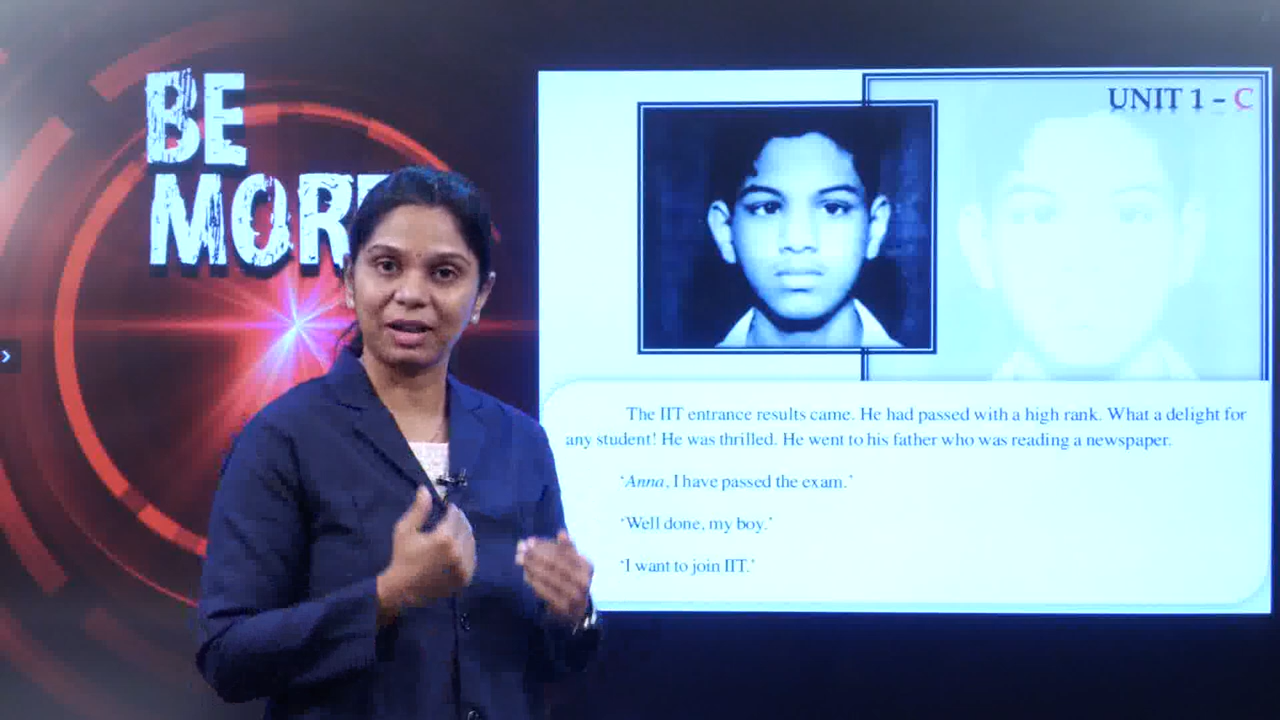 BE
MORE
UNIT 1 – C
The IIT entrance results came. He had passed with a high rank. What a delight for
any student! He was thrilled. He went to his father who was reading a newspaper.
‘Anna, I have passed the exam.’
‘Well done, my boy.’
‘I want to join IIT.’